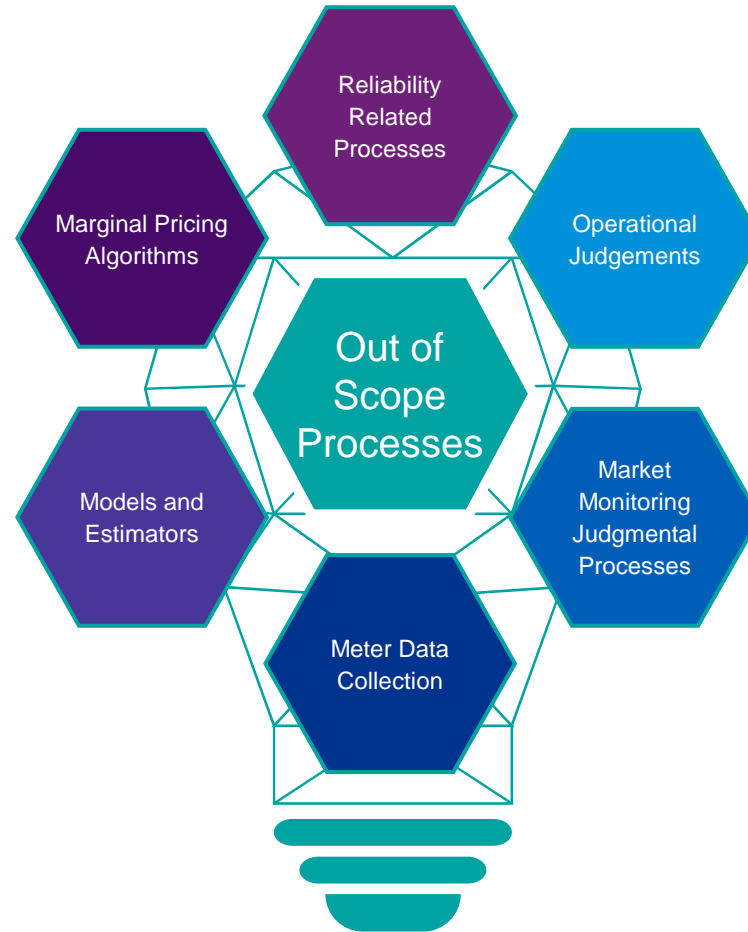 Reliability
Related
Processes
Marginal Pricing
Algorithms
Operational
Judgements
Out of
Scope
Processes
Models and
Estimators
Market
Monitoring
Judgmental
Processes
Meter Data
Collection